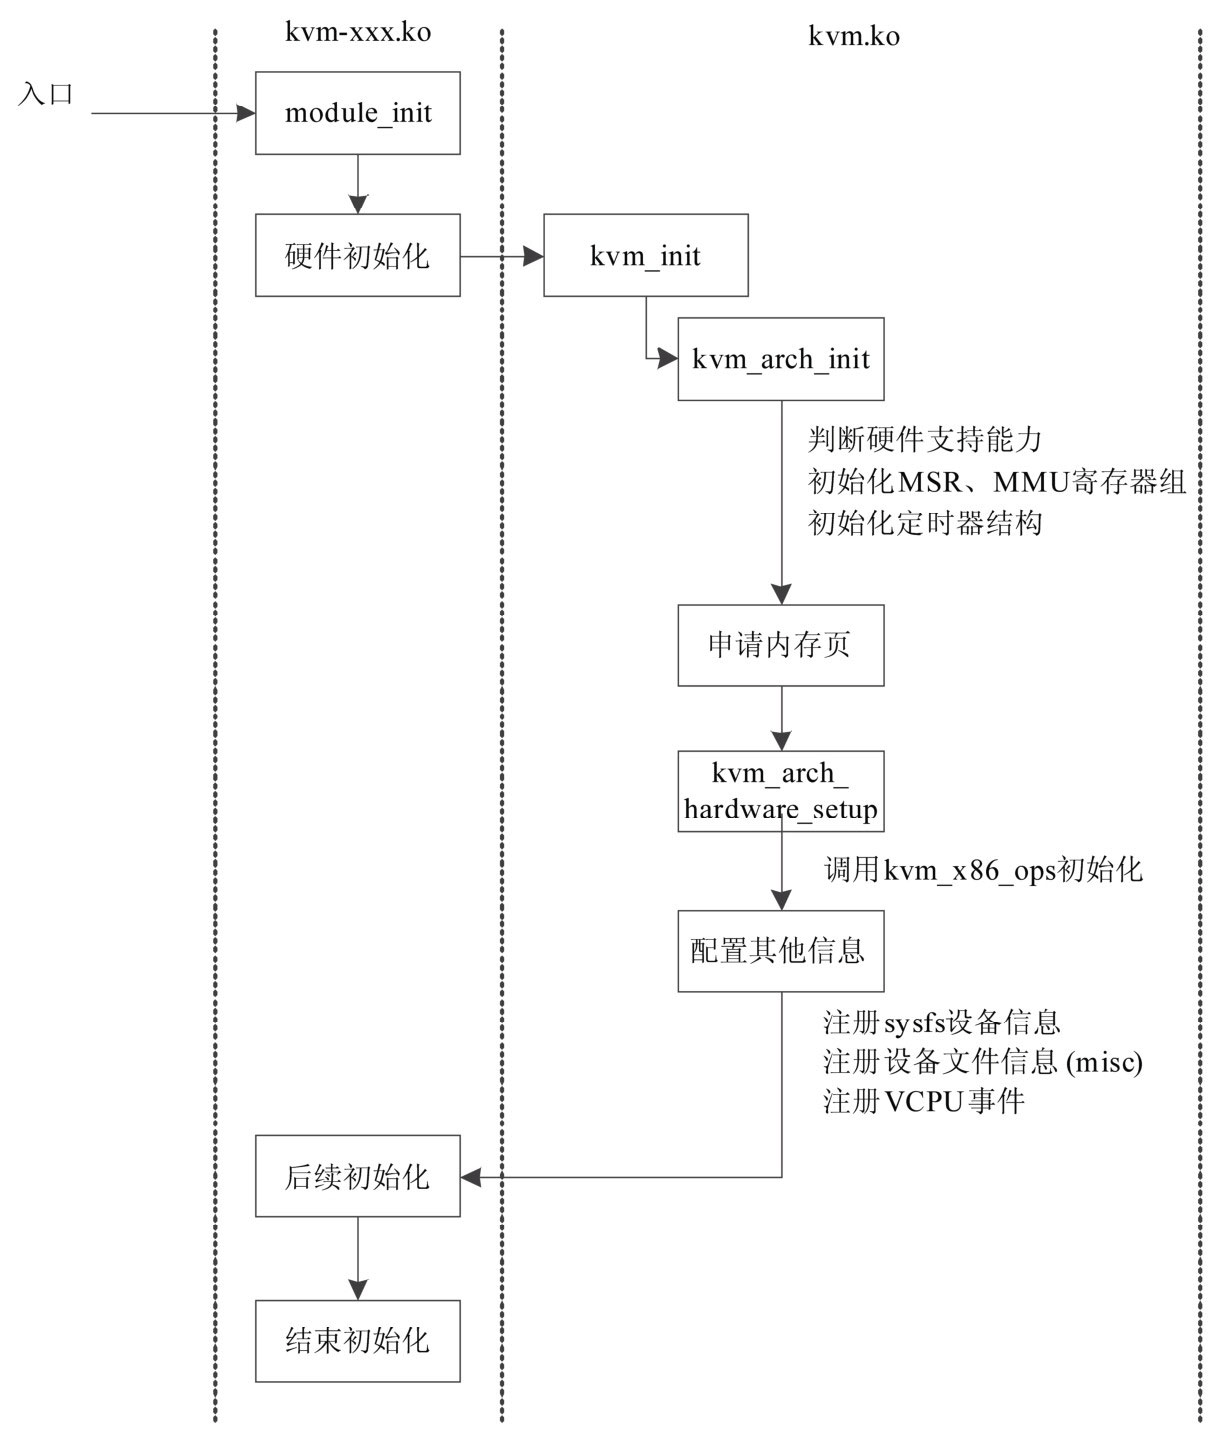 kvm-xxx.ko
kvm.ko
入口
module_init
硬件初始化
kvm_init
kvm_arch_init
判断硬件支持能力
初始化MSR、MMU寄存器组
初始化定时器结构
申请内存页
kvm_arch_
hardware_setup
调用kvm_x86_ops初始化
配置其他信息
注册sysfs设备信息
注册设备文件信息(misc)
注册VCPU事件
后续初始化
结束初始化